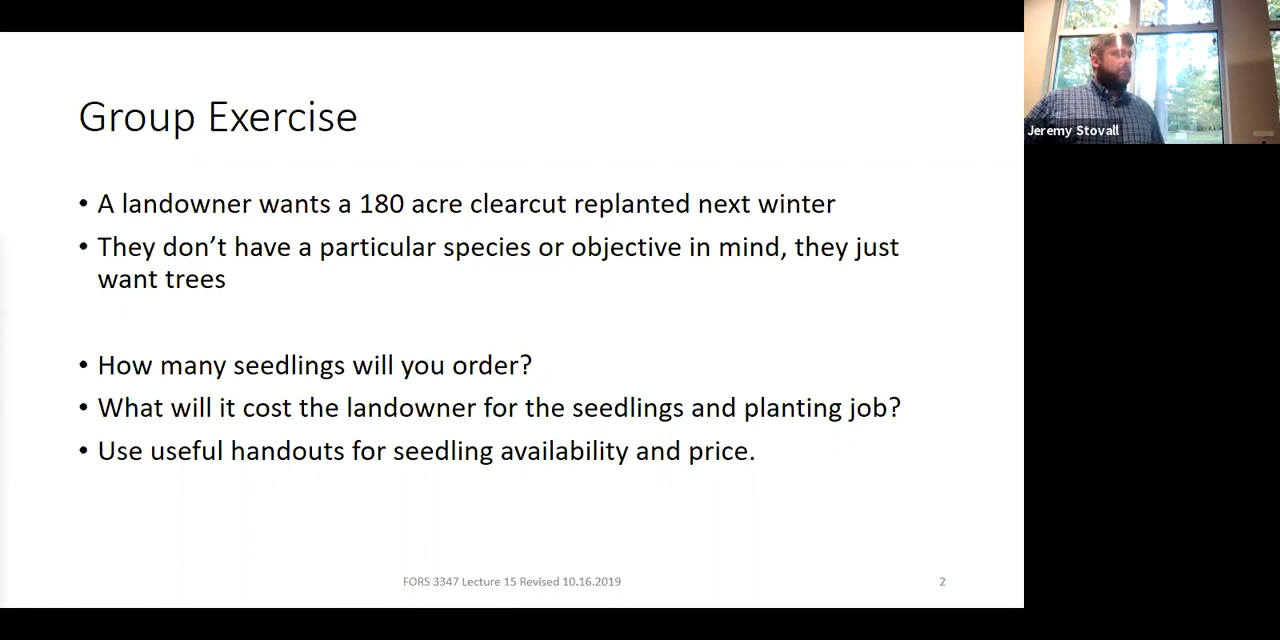 Group Exercise
• A landowner wants a 180 acre clearcut replanted next winter
• They don’t have a particular species or objective in mind, they just
want trees
• How many seedlings will you order?
• What will it cost the landowner for the seedlings and planting job?
• Use useful handouts for seedling availability and price.
FORS 3347 Lecture 15 Revised 10.16.2019
2
Jeremy Stovall